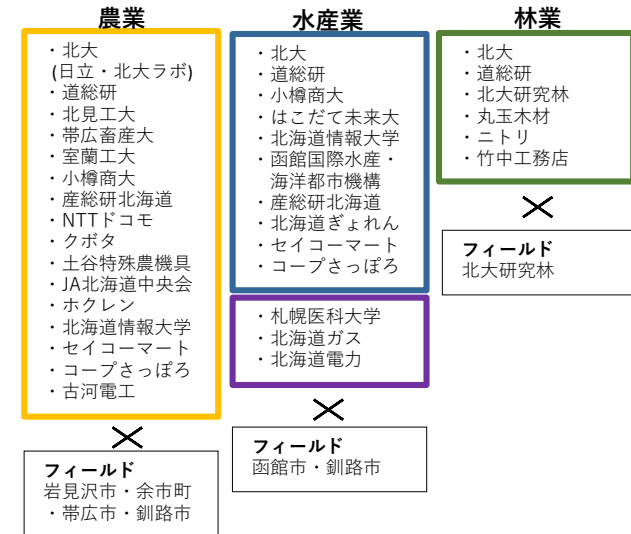 農業
・北大
(日立・北大ラボ)
・道総研
・北見工大
・帯広畜産大
・室蘭工大
・小樽商大
・産総研北海道
・NTTドコモ
・クボタ
・土谷特殊農機具
・JA北海道中央会
・ホクレン
・北海道情報大学
・セイコーマート
・コープさっぽろ
・古河電工
フィールド
岩見沢市・余市町
・帯広市・釧路市
水産業
・北大
・道総研
・小樽商大
・はこだて未来大
・北海道情報大学
・函館国際水産・
海洋都市機構
・産総研北海道
・北海道ぎょれん
・セイコーマート
・コープさっぽろ
・札幌医科大学
・北海道ガス
・北海道電力
フィールド
函館市・釧路市
林業
・北大
・道総研
・北大研究林
・丸玉木材
・ニトリ
・竹中工務店
フィールド
北大研究林